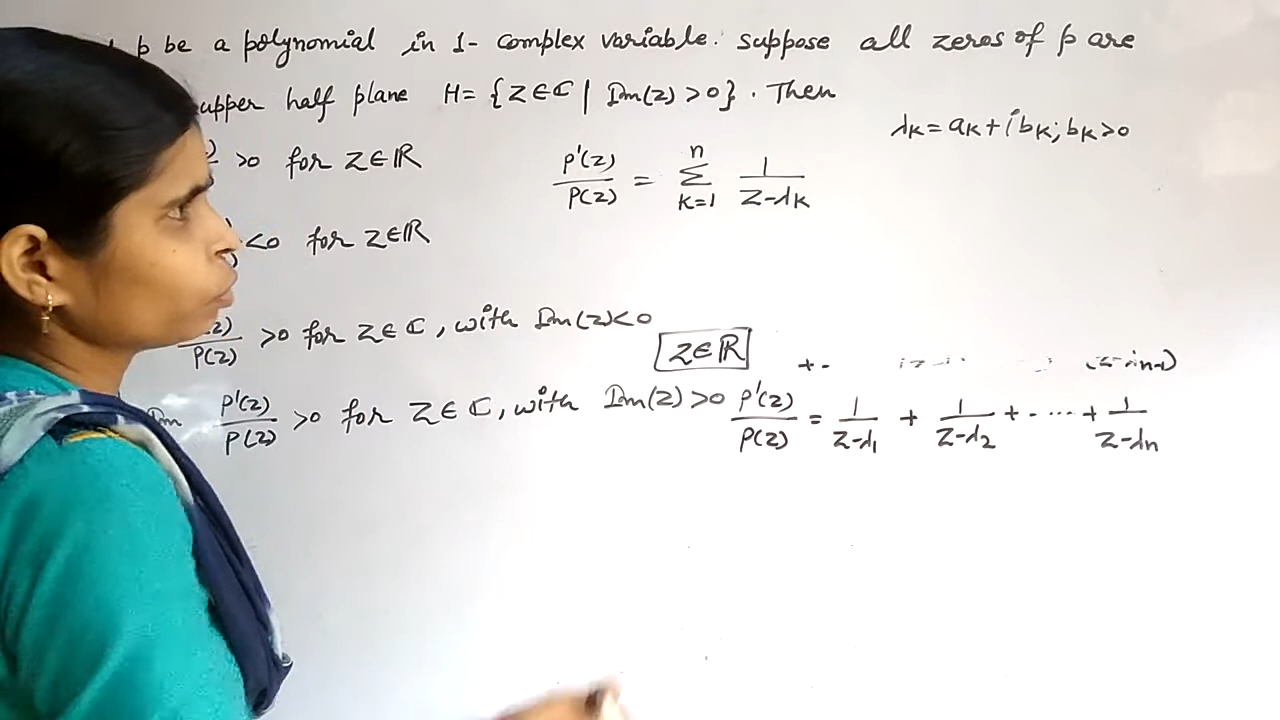 p be a polynomial in 1- complex variable. suppose all zeros of p are
upper half plane H= {z∈ℂ | Im(z) >0}. Then
λk = ak + i bk; bk>0
>0 for z∈ℝ
P'(z)/P(z) = Σ_{k=1}^{n} 1/(z-λk)
<0 for z∈ℝ
P(z) >0 for z∈ℂ, with Im(z)<0
z∈ℝ
Im P'(z)/P(z) >0 for z∈ℂ, with Im(z) >0
P'(z)/P(z) = 1/(z-λ1) + 1/(z-λ2) + - ... + 1/(z-λn)